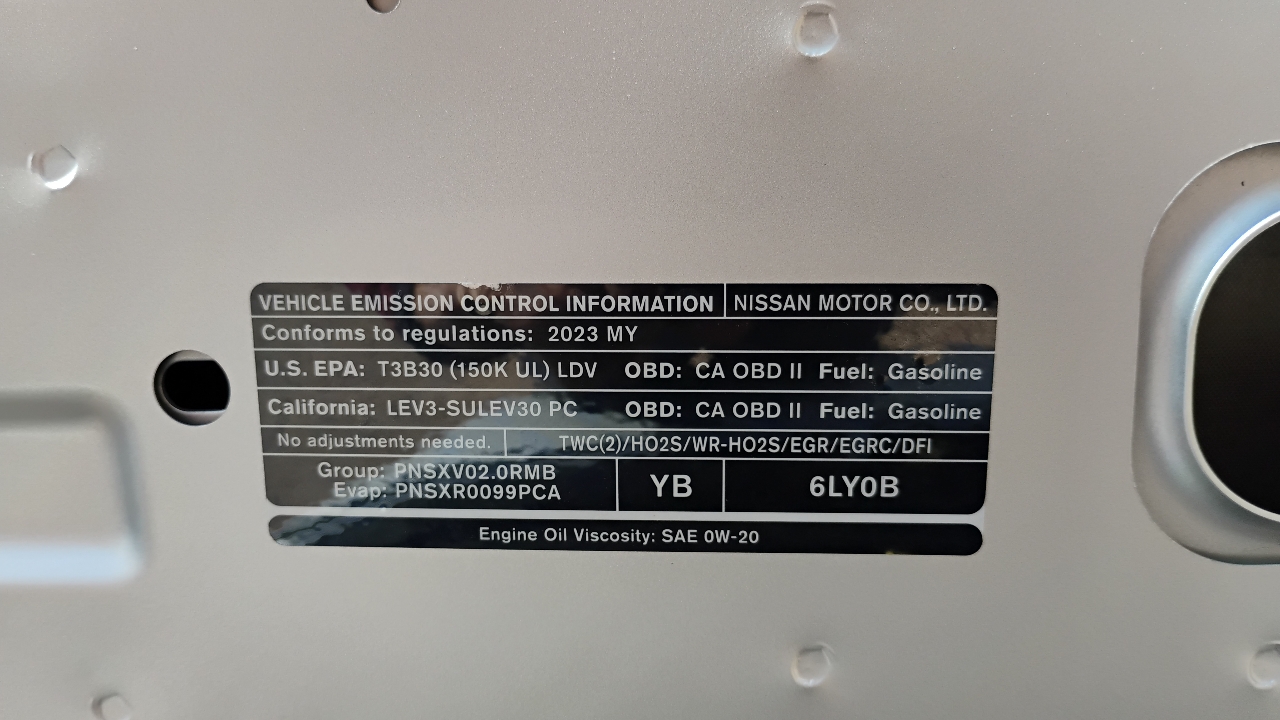 VEHICLE EMISSION CONTROL INFORMATION NISSAN MOTOR CO., LTD.
Conforms to regulations: 2023 MY
U.S. EPA: T3B30 (150K UL) LDV OBD: CA OBD II Fuel: Gasoline
California: LEV3-SULEV30 PC OBD: CA OBD II Fuel: Gasoline
No adjustments needed. TWC(2)/HO2S/WR-HO2S/EGR/EGRC/DFI
Group: PNSXV02.0RMB
Evap: PNSXR0099PCA
YB
6LY0B
Engine Oil Viscosity: SAE 0W-20